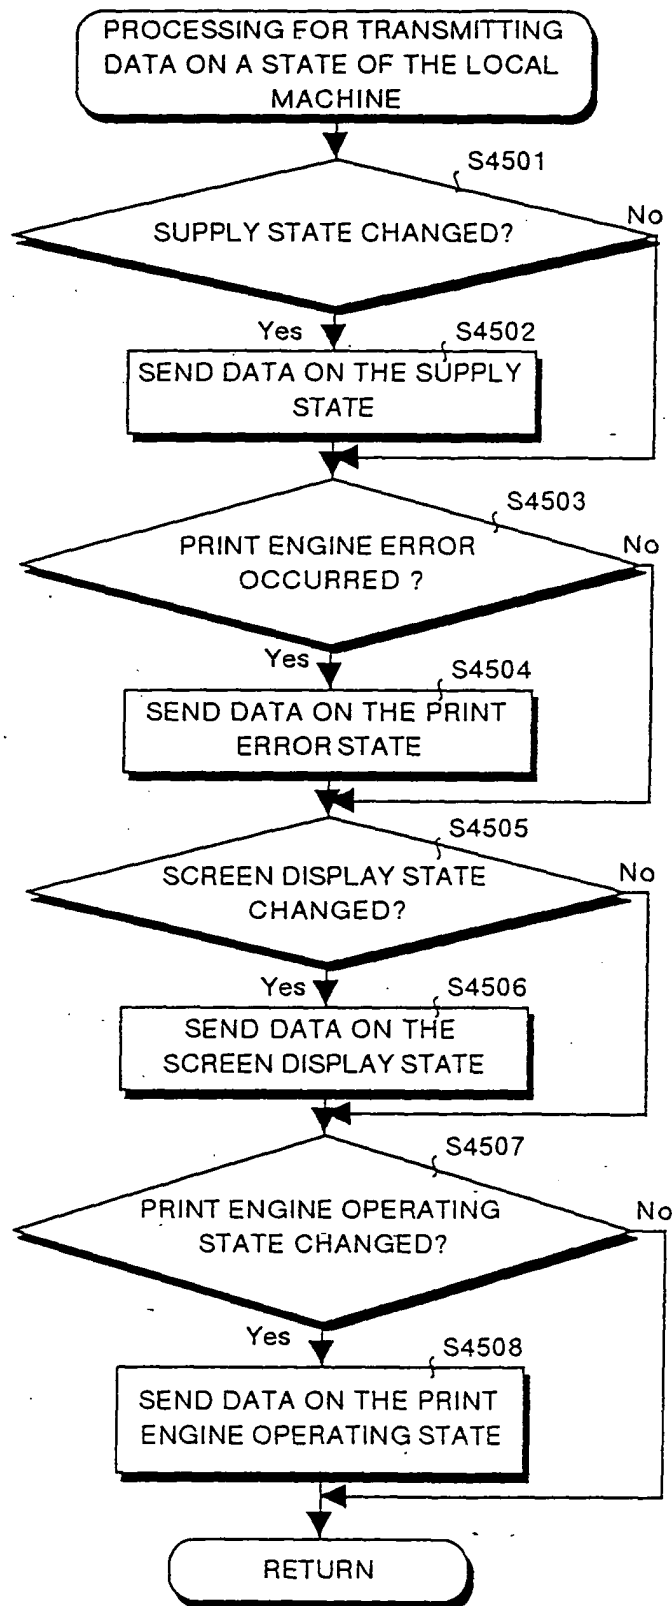 PROCESSING FOR TRANSMITTING
DATA ON A STATE OF THE LOCAL
MACHINE
S4501
SUPPLY STATE CHANGED?
No
Yes
S4502
SEND DATA ON THE SUPPLY
STATE
S4503
PRINT ENGINE ERROR
OCCURRED ?
No
Yes
S4504
SEND DATA ON THE PRINT
ERROR STATE
S4505
SCREEN DISPLAY STATE
CHANGED?
No
Yes
S4506
SEND DATA ON THE
SCREEN DISPLAY STATE
S4507
PRINT ENGINE OPERATING
STATE CHANGED?
No
Yes
S4508
SEND DATA ON THE PRINT
ENGINE OPERATING STATE
RETURN